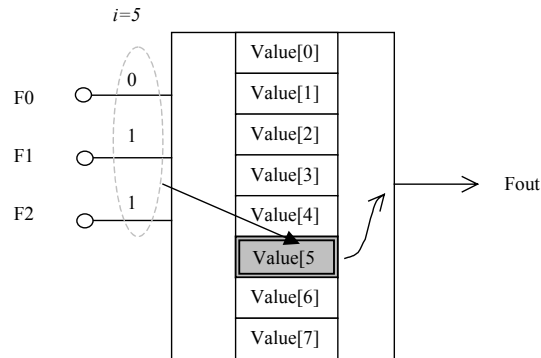 i=5
Value[0]
F0
0
Value[1]
F1
1
Value[2]
Value[3]
F2
1
Value[4]
Fout
Value[5
Value[6]
Value[7]